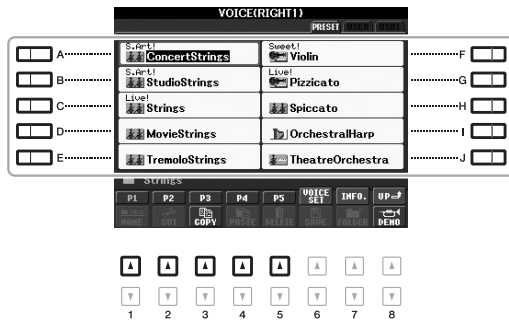 VOICE(RIGHT1)
PRESET USER USB1
S.Art!
ConcertStrings
Sweet!
Violin
A
F
S.Art!
StudioStrings
Live!
Pizzicato
B
G
Live!
Strings
Spiccato
C
H
MovieStrings
OrchestralHarp
D
I
TremoloStrings
TheatreOrchestra
E
J
Strings
P1 P2 P3 P4 P5 VOICE SET INFO. UP
NAME CUT COPY PASTE DELETE SAVE FOLDER DEMO
1 2 3 4 5 6 7 8